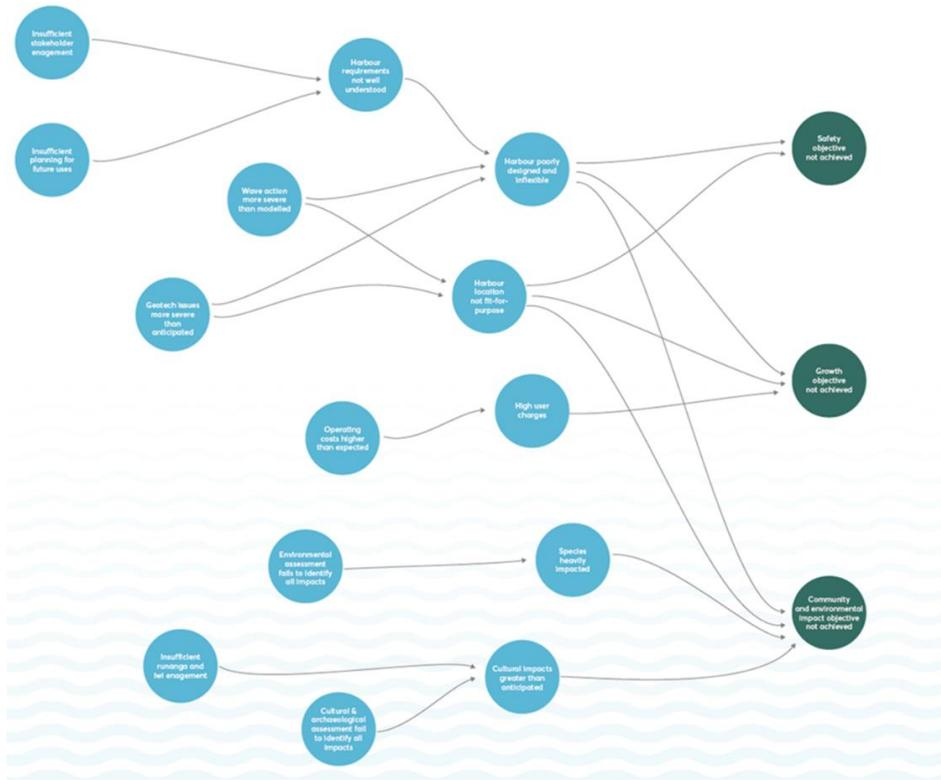 Insufficient
stakeholder
enagement
Harbour
requirements
not well
understood
Insufficient
planning for
future uses
Harbour poorly
designed and
inflexible
Safety
objective
not achieved
Wave action
more severe
than modelled
Geotech issues
more severe
than
anticipated
Harbour
location
not fit-for-
purpose
Growth
objective
not achieved
High user
charges
Operating
costs higher
than expected
Environmental
assessment
fails to identify
all impacts
Species
heavily
impacted
Community
and environmental
impact objective
not achieved
Insufficient
runanga and
iwi enagement
Cultural impacts
greater than
anticipated
Cultural &
archaeological
assessment fail
to identify all
impacts